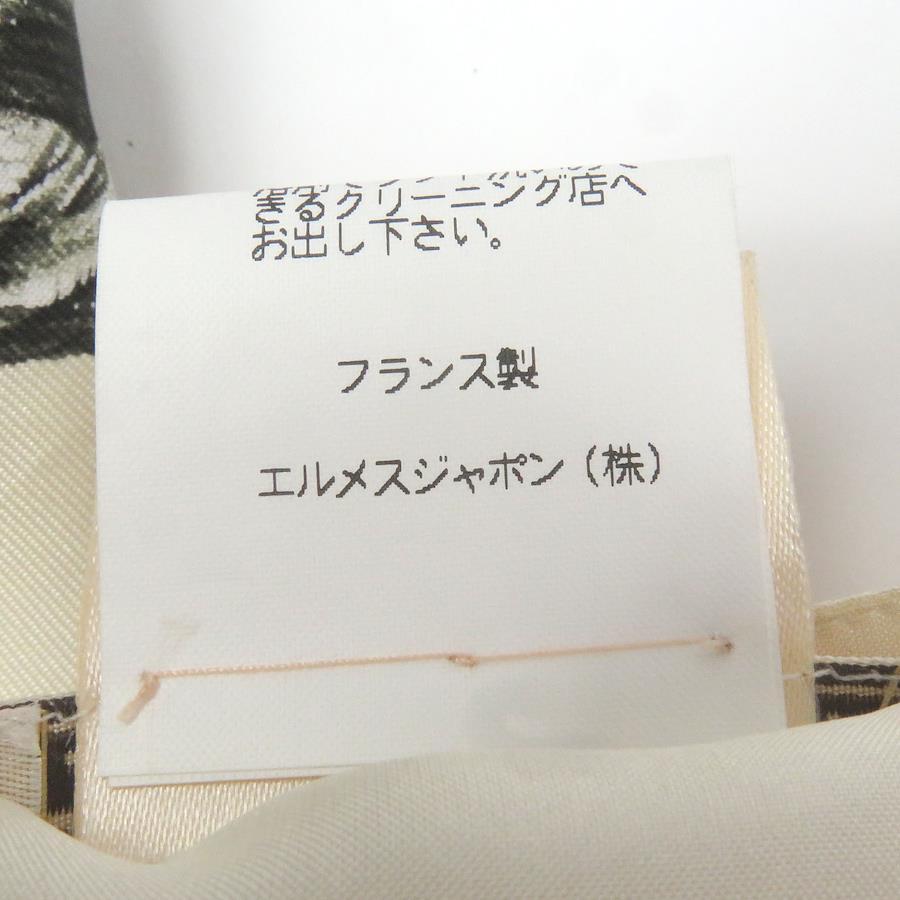 きるクリーニング店へ
お出し下さい。
フランス製
エルメスジャポン(株)